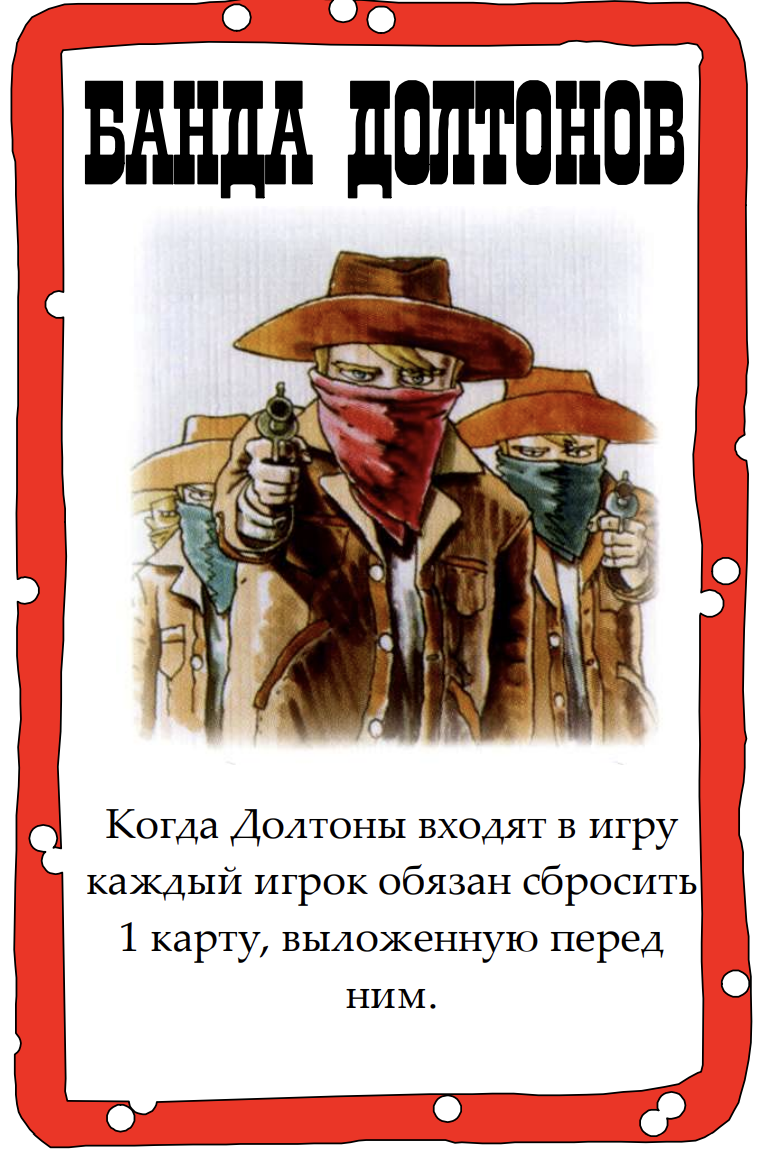 БАНДА ДОЛТОНОВ
Когда Долтоны входят в игру
каждый игрок обязан сбросить
1 карту, выложенную перед
ним.